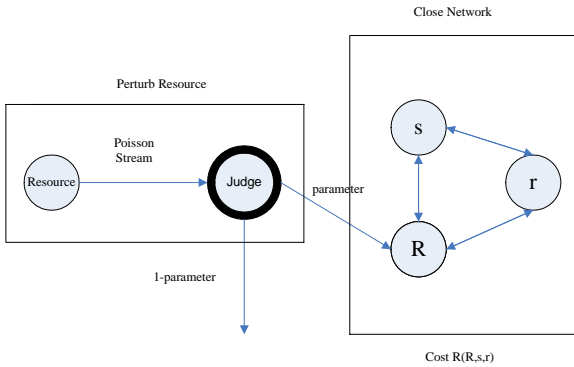 Close Network
Perturb Resource
Poisson
Stream
Resource
Judge
parameter
1-parameter
s
r
R
Cost R(R,s,r)